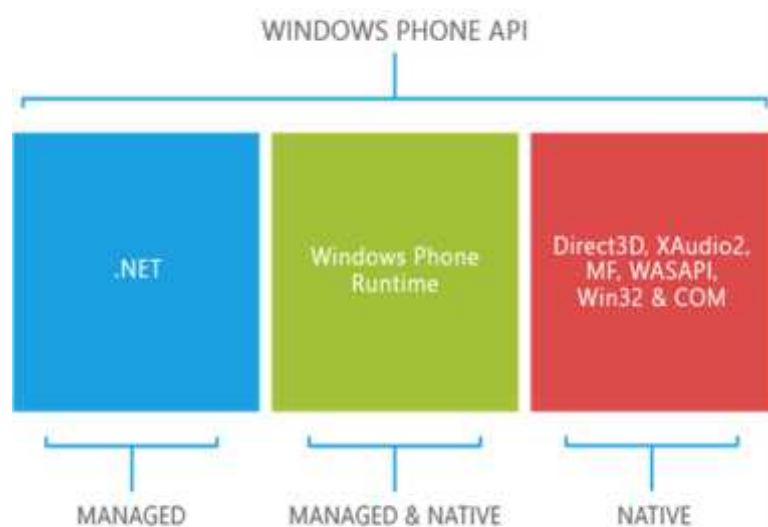 WINDOWS PHONE API
.NET
Windows Phone
Runtime
Direct3D, XAudio2,
MF, WASAPI,
Win32 & COM
MANAGED
MANAGED & NATIVE
NATIVE